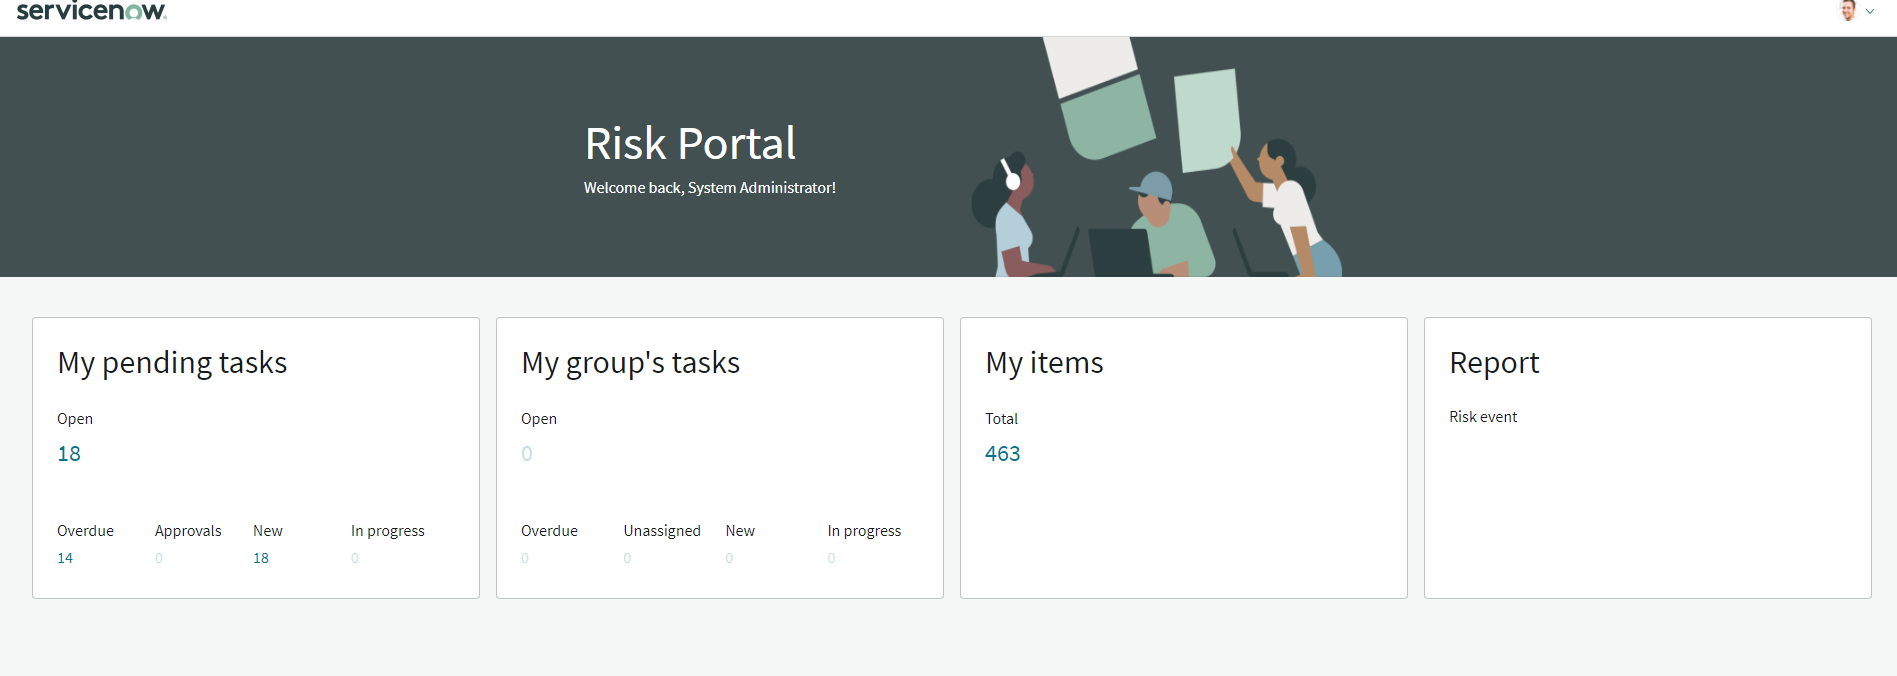 servicenow
Risk Portal
Welcome back, System Administrator!
My pending tasks
Open
18
Overdue Approvals New In progress
14 0 18 0
My group's tasks
Open
0
Overdue Unassigned New In progress
0 0 0 0
My items
Total
463
Report
Risk event